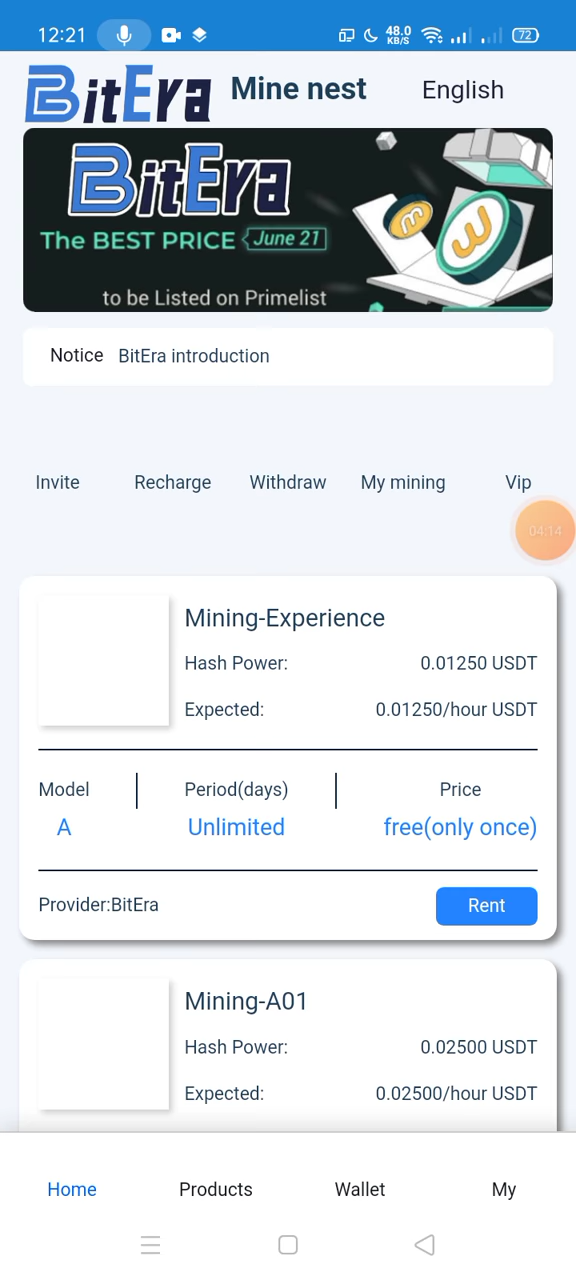 12:21 48.0 KB/S 72
BitEra Mine nest English
BitEra
The BEST PRICE June 21
to be Listed on Primelist
Notice BitEra introduction
Invite Recharge Withdraw My mining Vip
04:14
Mining-Experience
Hash Power: 0.01250 USDT
Expected: 0.01250/hour USDT
Model Period(days) Price
A Unlimited free(only once)
Provider:BitEra Rent
Mining-A01
Hash Power: 0.02500 USDT
Expected: 0.02500/hour USDT
Home Products Wallet My